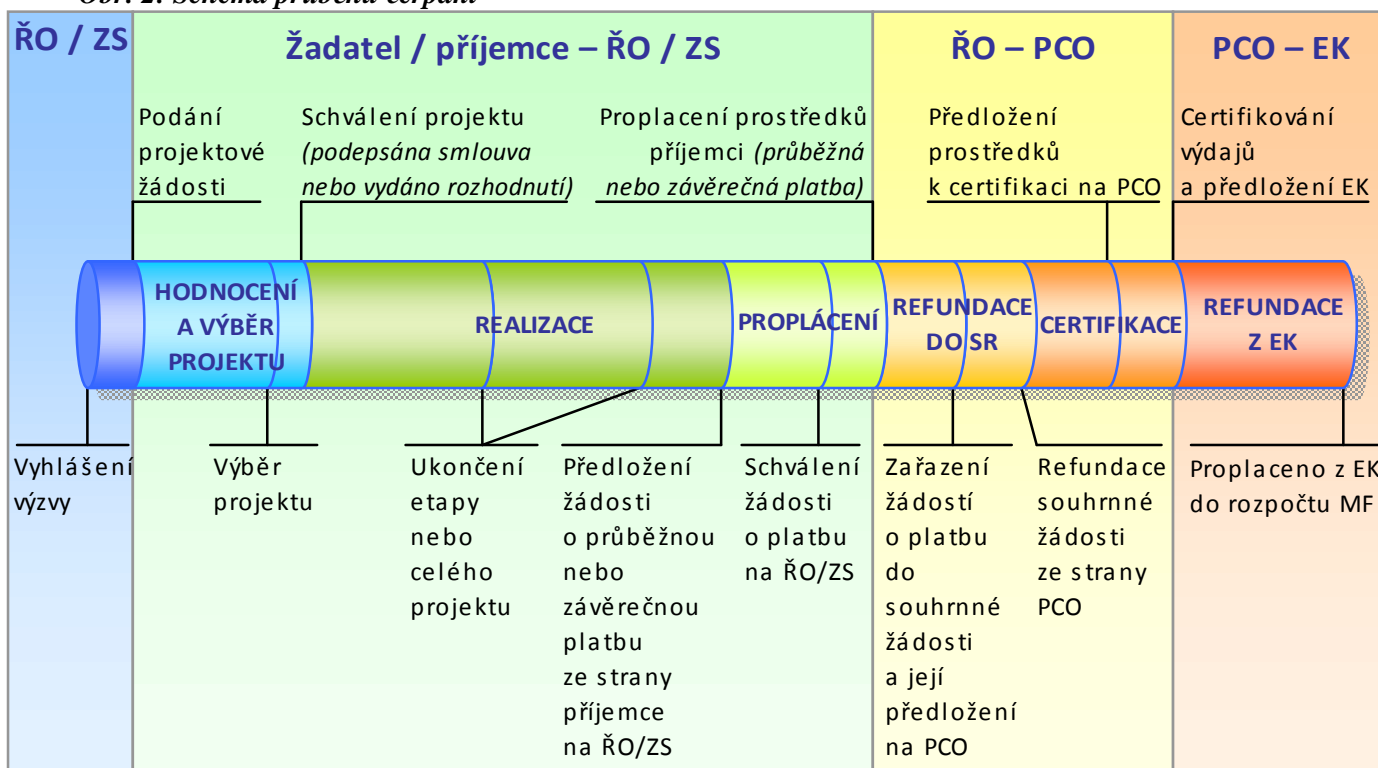 Obr. 2: Schéma průběhu čerpání
ŘO / ZS
Žadatel / příjemce – ŘO / ZS
ŘO – PCO
PCO – EK
Podání
projektové
žádosti
Schválení projektu
(podepsána smlouva
nebo vydáno rozhodnutí)
Proplacení prostředků
příjemci (průběžná
nebo závěrečná platba)
Předložení
prostředků
k certifikaci na PCO
Certifikování
výdajů
a předložení EK
HODNOCENÍ
A VÝBĚR
PROJEKTU
REALIZACE
PROPLÁCENÍ
REFUNDACE
DO SR
CERTIFIKACE
REFUNDACE
Z EK
Vyhlášení
výzvy
Výběr
projektu
Ukončení
etapy
nebo
celého
projektu
Předložení
žádosti
o průběžnou
nebo
závěrečnou
platbu
ze strany
příjemce
na ŘO/ZS
Schválení
žádosti
o platbu
na ŘO/ZS
Zařazení
žádostí
o platbu
do
souhrnné
žádosti
a její
předložení
na PCO
Refundace
souhrnné
žádosti
ze strany
PCO
Proplaceno z EK
do rozpočtu MF